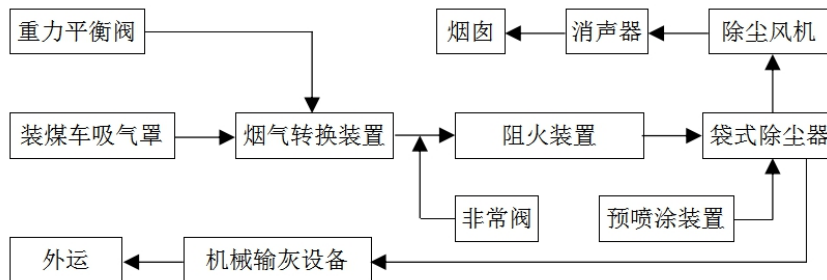 重力平衡阀
烟囱
消声器
除尘风机
装煤车吸气罩
烟气转换装置
阻火装置
袋式除尘器
非常阀
预喷涂装置
外运
机械输灰设备